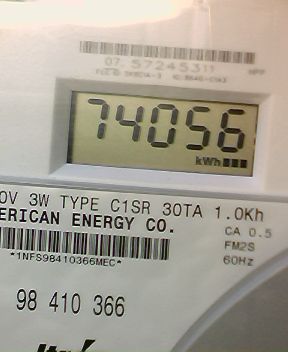 07. 57245311
74056
kWh
0V 3W TYPE C1SR 30TA 1.0Kh
ERICAN ENERGY CO.
CA 0.5
FM2S
60Hz
*1NFS98410366MEC*
98 410 366